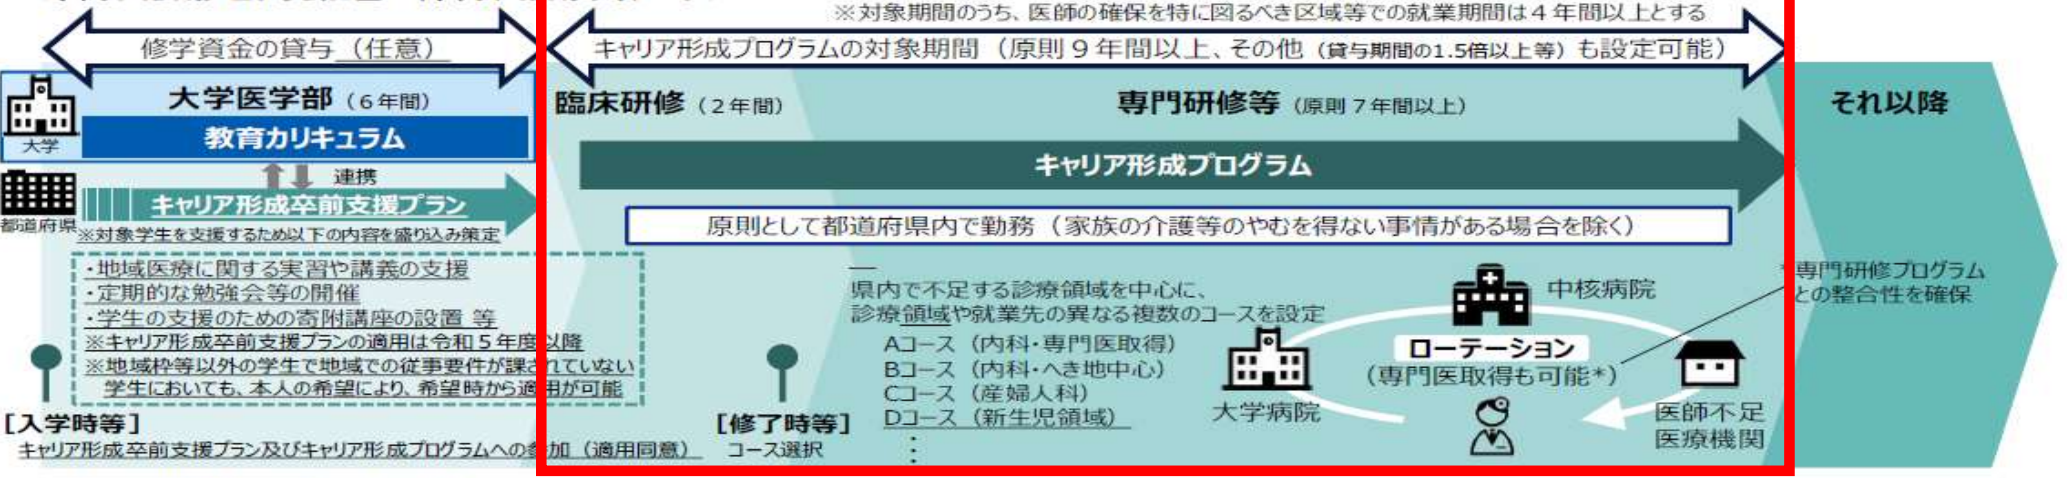 ※対象期間のうち、医師の確保を特に図るべき区域等での就業期間は４年間以上とする
修学資金の貸与（任意）
キャリア形成プログラムの対象期間（原則９年間以上、その他（貸与期間の1.5倍以上等）も設定可能）
大学医学部（６年間）
臨床研修（２年間）
専門研修等（原則７年間以上）
それ以降
大学
教育カリキュラム
連携
キャリア形成プログラム
都道府県
キャリア形成卒前支援プラン
※対象学生を支援するため以下の内容を盛り込み策定
原則として都道府県内で勤務（家族の介護等のやむを得ない事情がある場合を除く）
・地域医療に関する実習や講義の支援
・定期的な勉強会等の開催
・学生の支援のための寄附講座の設置 等
※キャリア形成卒前支援プランの適用は令和５年度以降
※地域枠等以外の学生で地域での従事要件が課されていない
学生においても、本人の希望により、希望時から適用が可能
県内で不足する診療領域を中心に、
診療領域や就業先の異なる複数のコースを設定
Aコース（内科・専門医取得）
Bコース（内科・へき地中心）
Cコース（産婦人科）
Dコース（新生児領域）
：
中核病院
ローテーション
（専門医取得も可能*）
大学病院
医師不足
医療機関
*専門研修プログラム
との整合性を確保
[入学時等]
キャリア形成卒前支援プラン及びキャリア形成プログラムへの参加（適用同意）
[修了時等]
コース選択